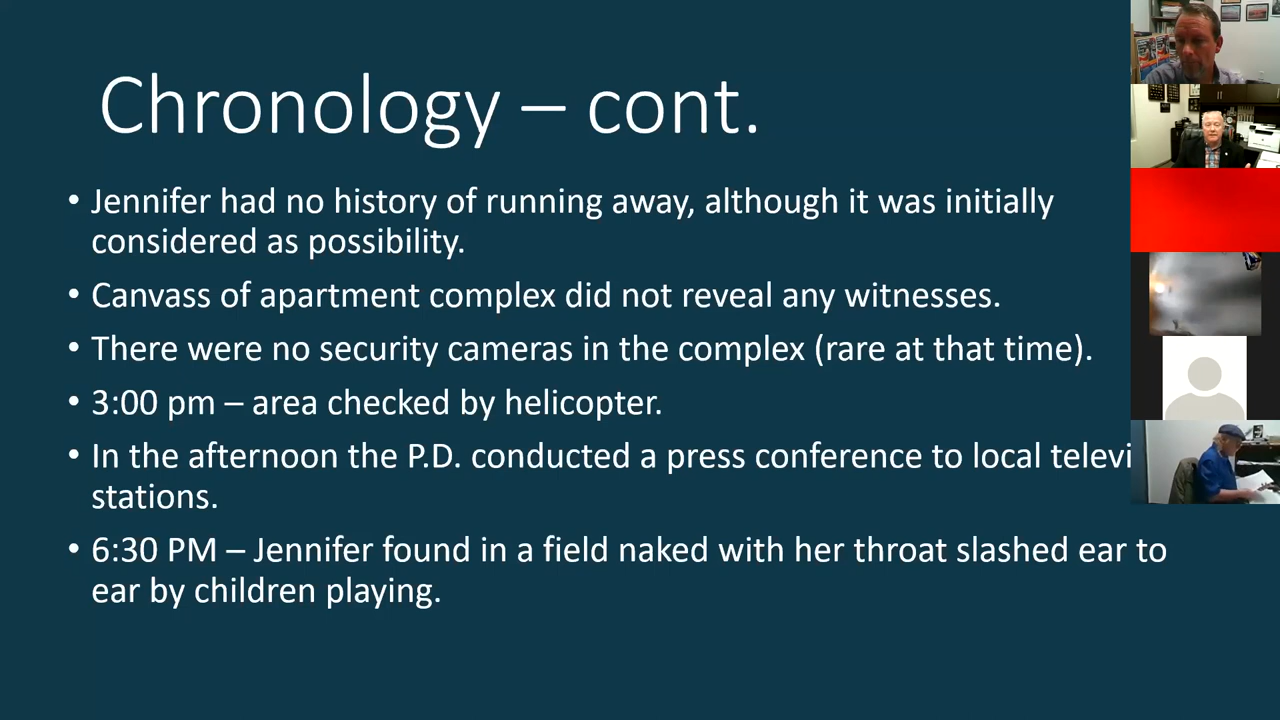 Chronology – cont.
• Jennifer had no history of running away, although it was initially
considered as possibility.
• Canvass of apartment complex did not reveal any witnesses.
• There were no security cameras in the complex (rare at that time).
• 3:00 pm – area checked by helicopter.
• In the afternoon the P.D. conducted a press conference to local televi
stations.
• 6:30 PM – Jennifer found in a field naked with her throat slashed ear to
ear by children playing.